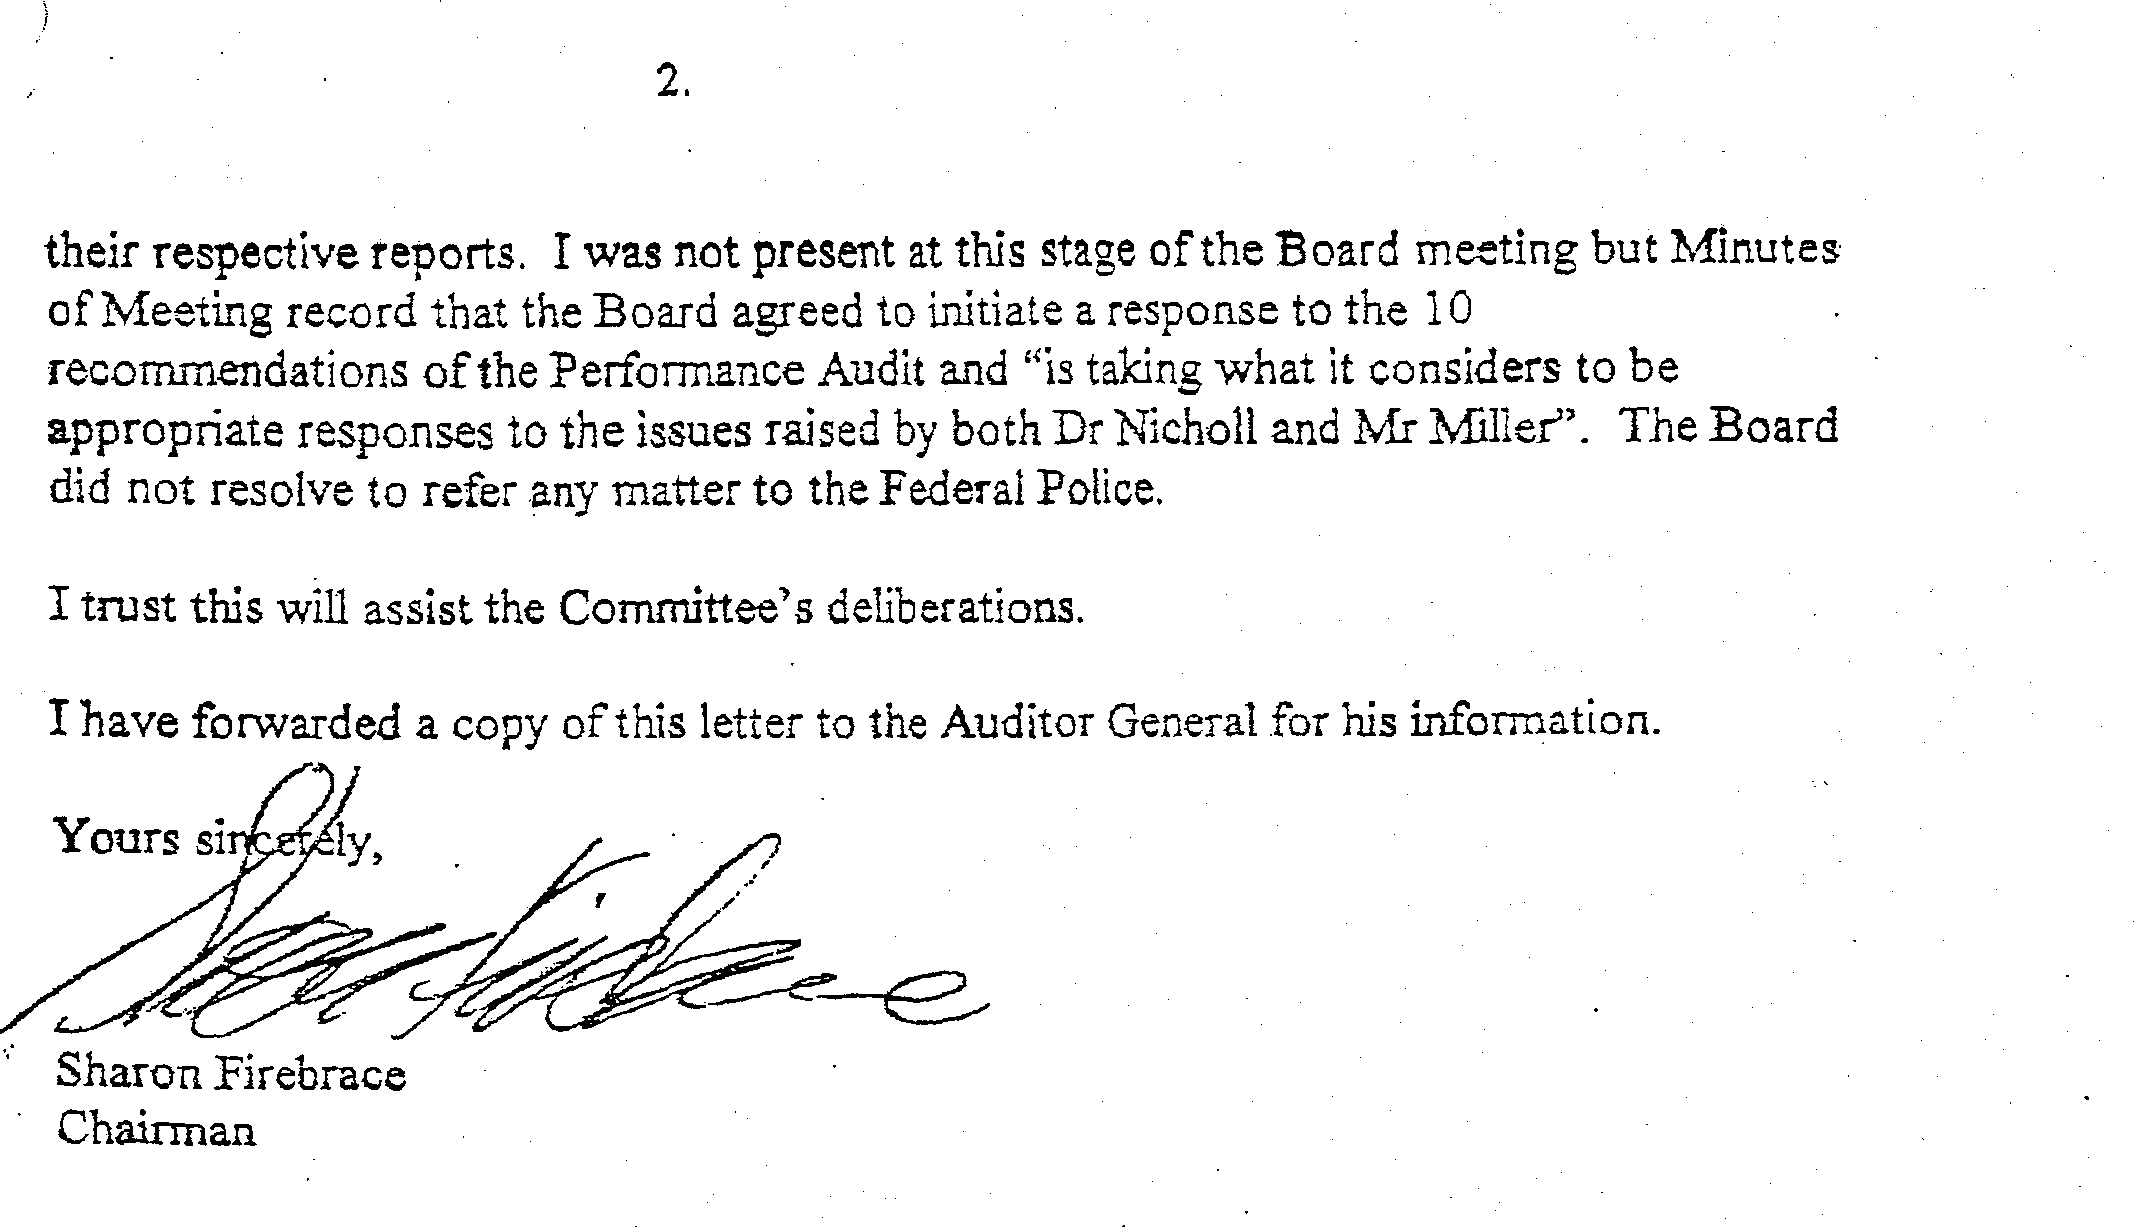 2.
their respective reports. I was not present at this stage of the Board meeting but Minutes
of Meeting record that the Board agreed to initiate a response to the 10
recommendations of the Performance Audit and “is taking what it considers to be
appropriate responses to the issues raised by both Dr Nicholl and Mr Miller”. The Board
did not resolve to refer any matter to the Federal Police.
I trust this will assist the Committee’s deliberations.
I have forwarded a copy of this letter to the Auditor General for his information.
Yours sincerely,
Sharon Firebrace
Sharon Firebrace
Chairman